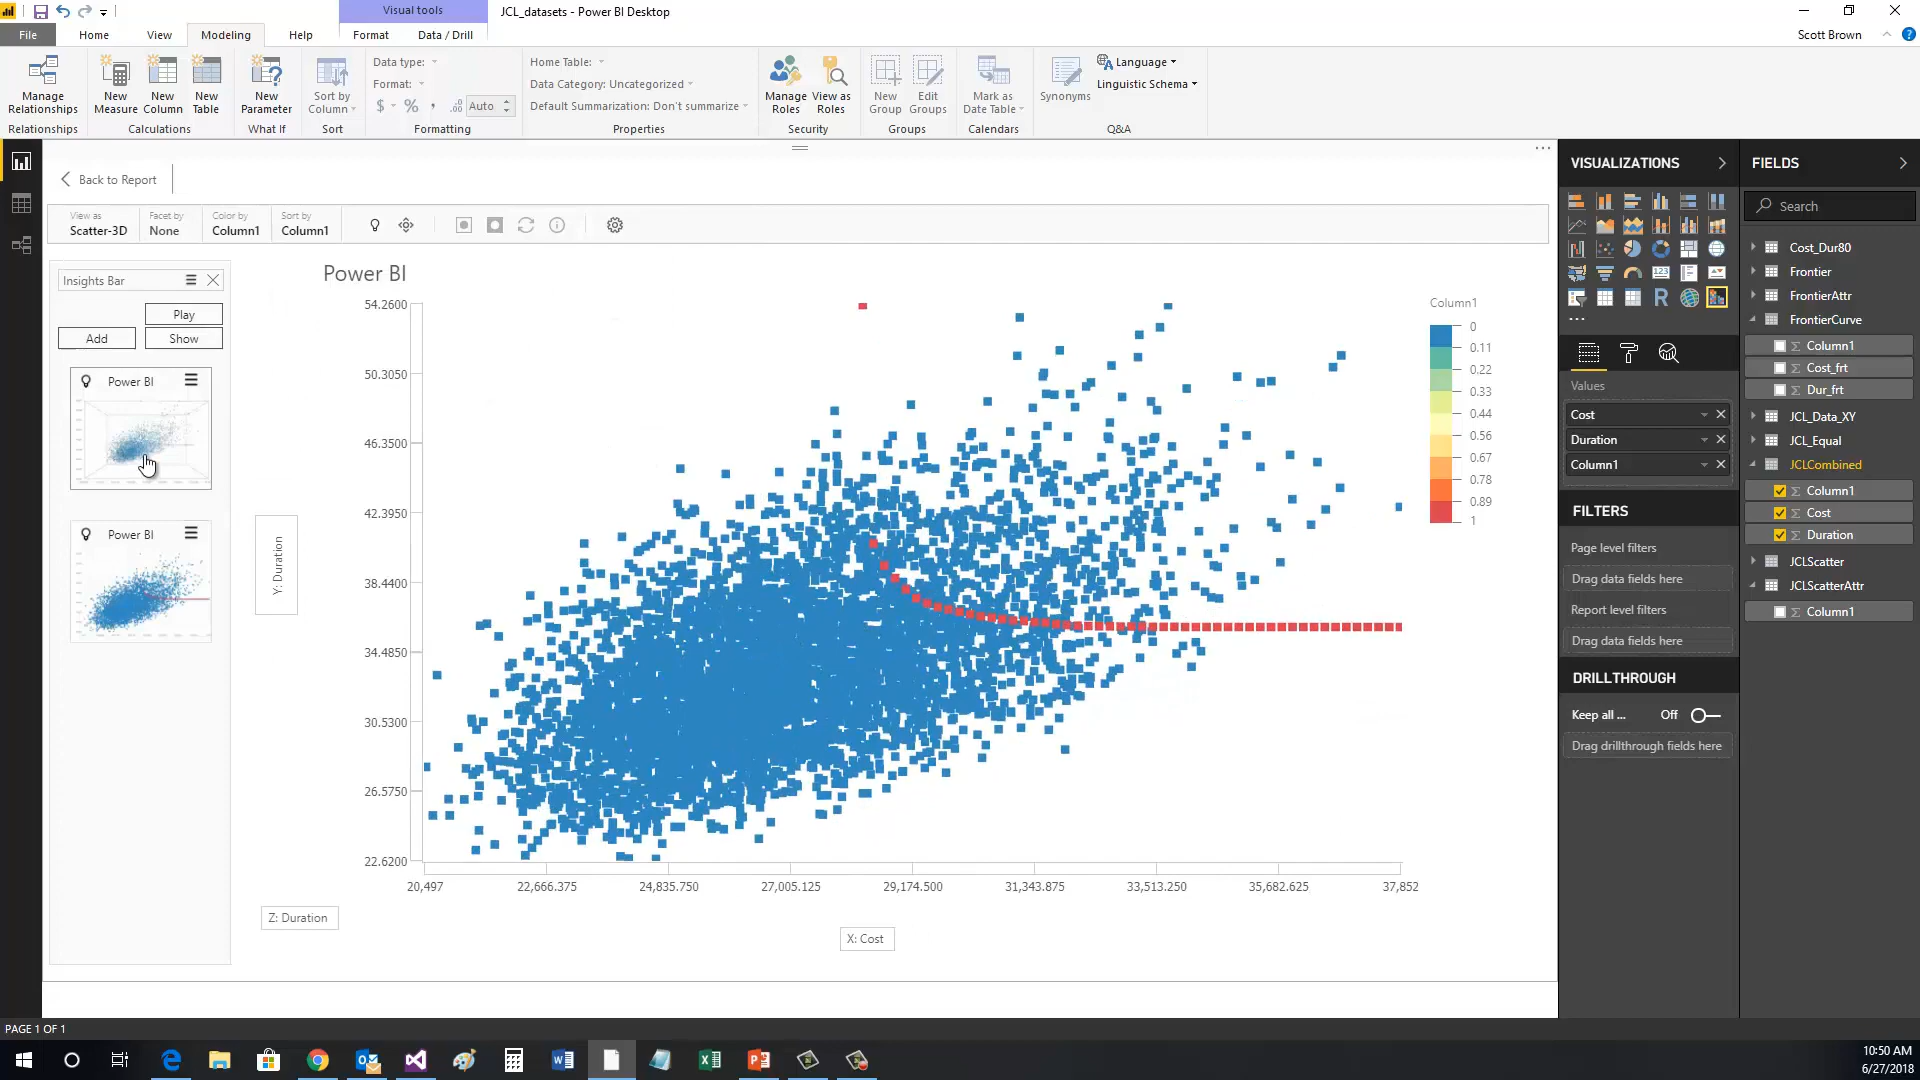 Visual tools
JCL_datasets - Power BI Desktop
File
Home
View
Modeling
Help
Format
Data / Drill
Scott Brown
Manage Relationships
Relationships
New Measure
New Column
New Table
Calculations
New Parameter
What If
Sort by Column
Sort
Data type:
Format:
$ % , Auto
Formatting
Home Table:
Data Category: Uncategorized
Default Summarization: Don't summarize
Properties
Manage Roles
View as Roles
Security
New Group
Edit Groups
Groups
Mark as Date Table
Calendars
Synonyms
Language
Linguistic Schema
Q&A
Back to Report
View as
Scatter-3D
Facet by
None
Color by
Column1
Sort by
Column1
Insights Bar
Play
Add
Show
Power BI
Power BI
Power BI
54.2600
50.3050
46.3500
42.3950
38.4400
34.4850
30.5300
26.5750
22.6200
Y: Duration
20,497
22,666.375
24,835.750
27,005.125
29,174.500
31,343.875
33,513.250
35,682.625
37,852
Z: Duration
X: Cost
Column1
0
0.11
0.22
0.33
0.44
0.56
0.67
0.78
0.89
1
VISUALIZATIONS
Values
Cost
Duration
Column1
FILTERS
Page level filters
Drag data fields here
Report level filters
Drag data fields here
DRILLTHROUGH
Keep all ...
Off
Drag drillthrough fields here
FIELDS
Search
Cost_Dur80
Frontier
FrontierAttr
FrontierCurve
Column1
Cost_frt
Dur_frt
JCL_Data_XY
JCL_Equal
JCLCombined
Column1
Cost
Duration
JCLScatter
JCLScatterAttr
Column1
PAGE 1 OF 1
10:50 AM
6/27/2018